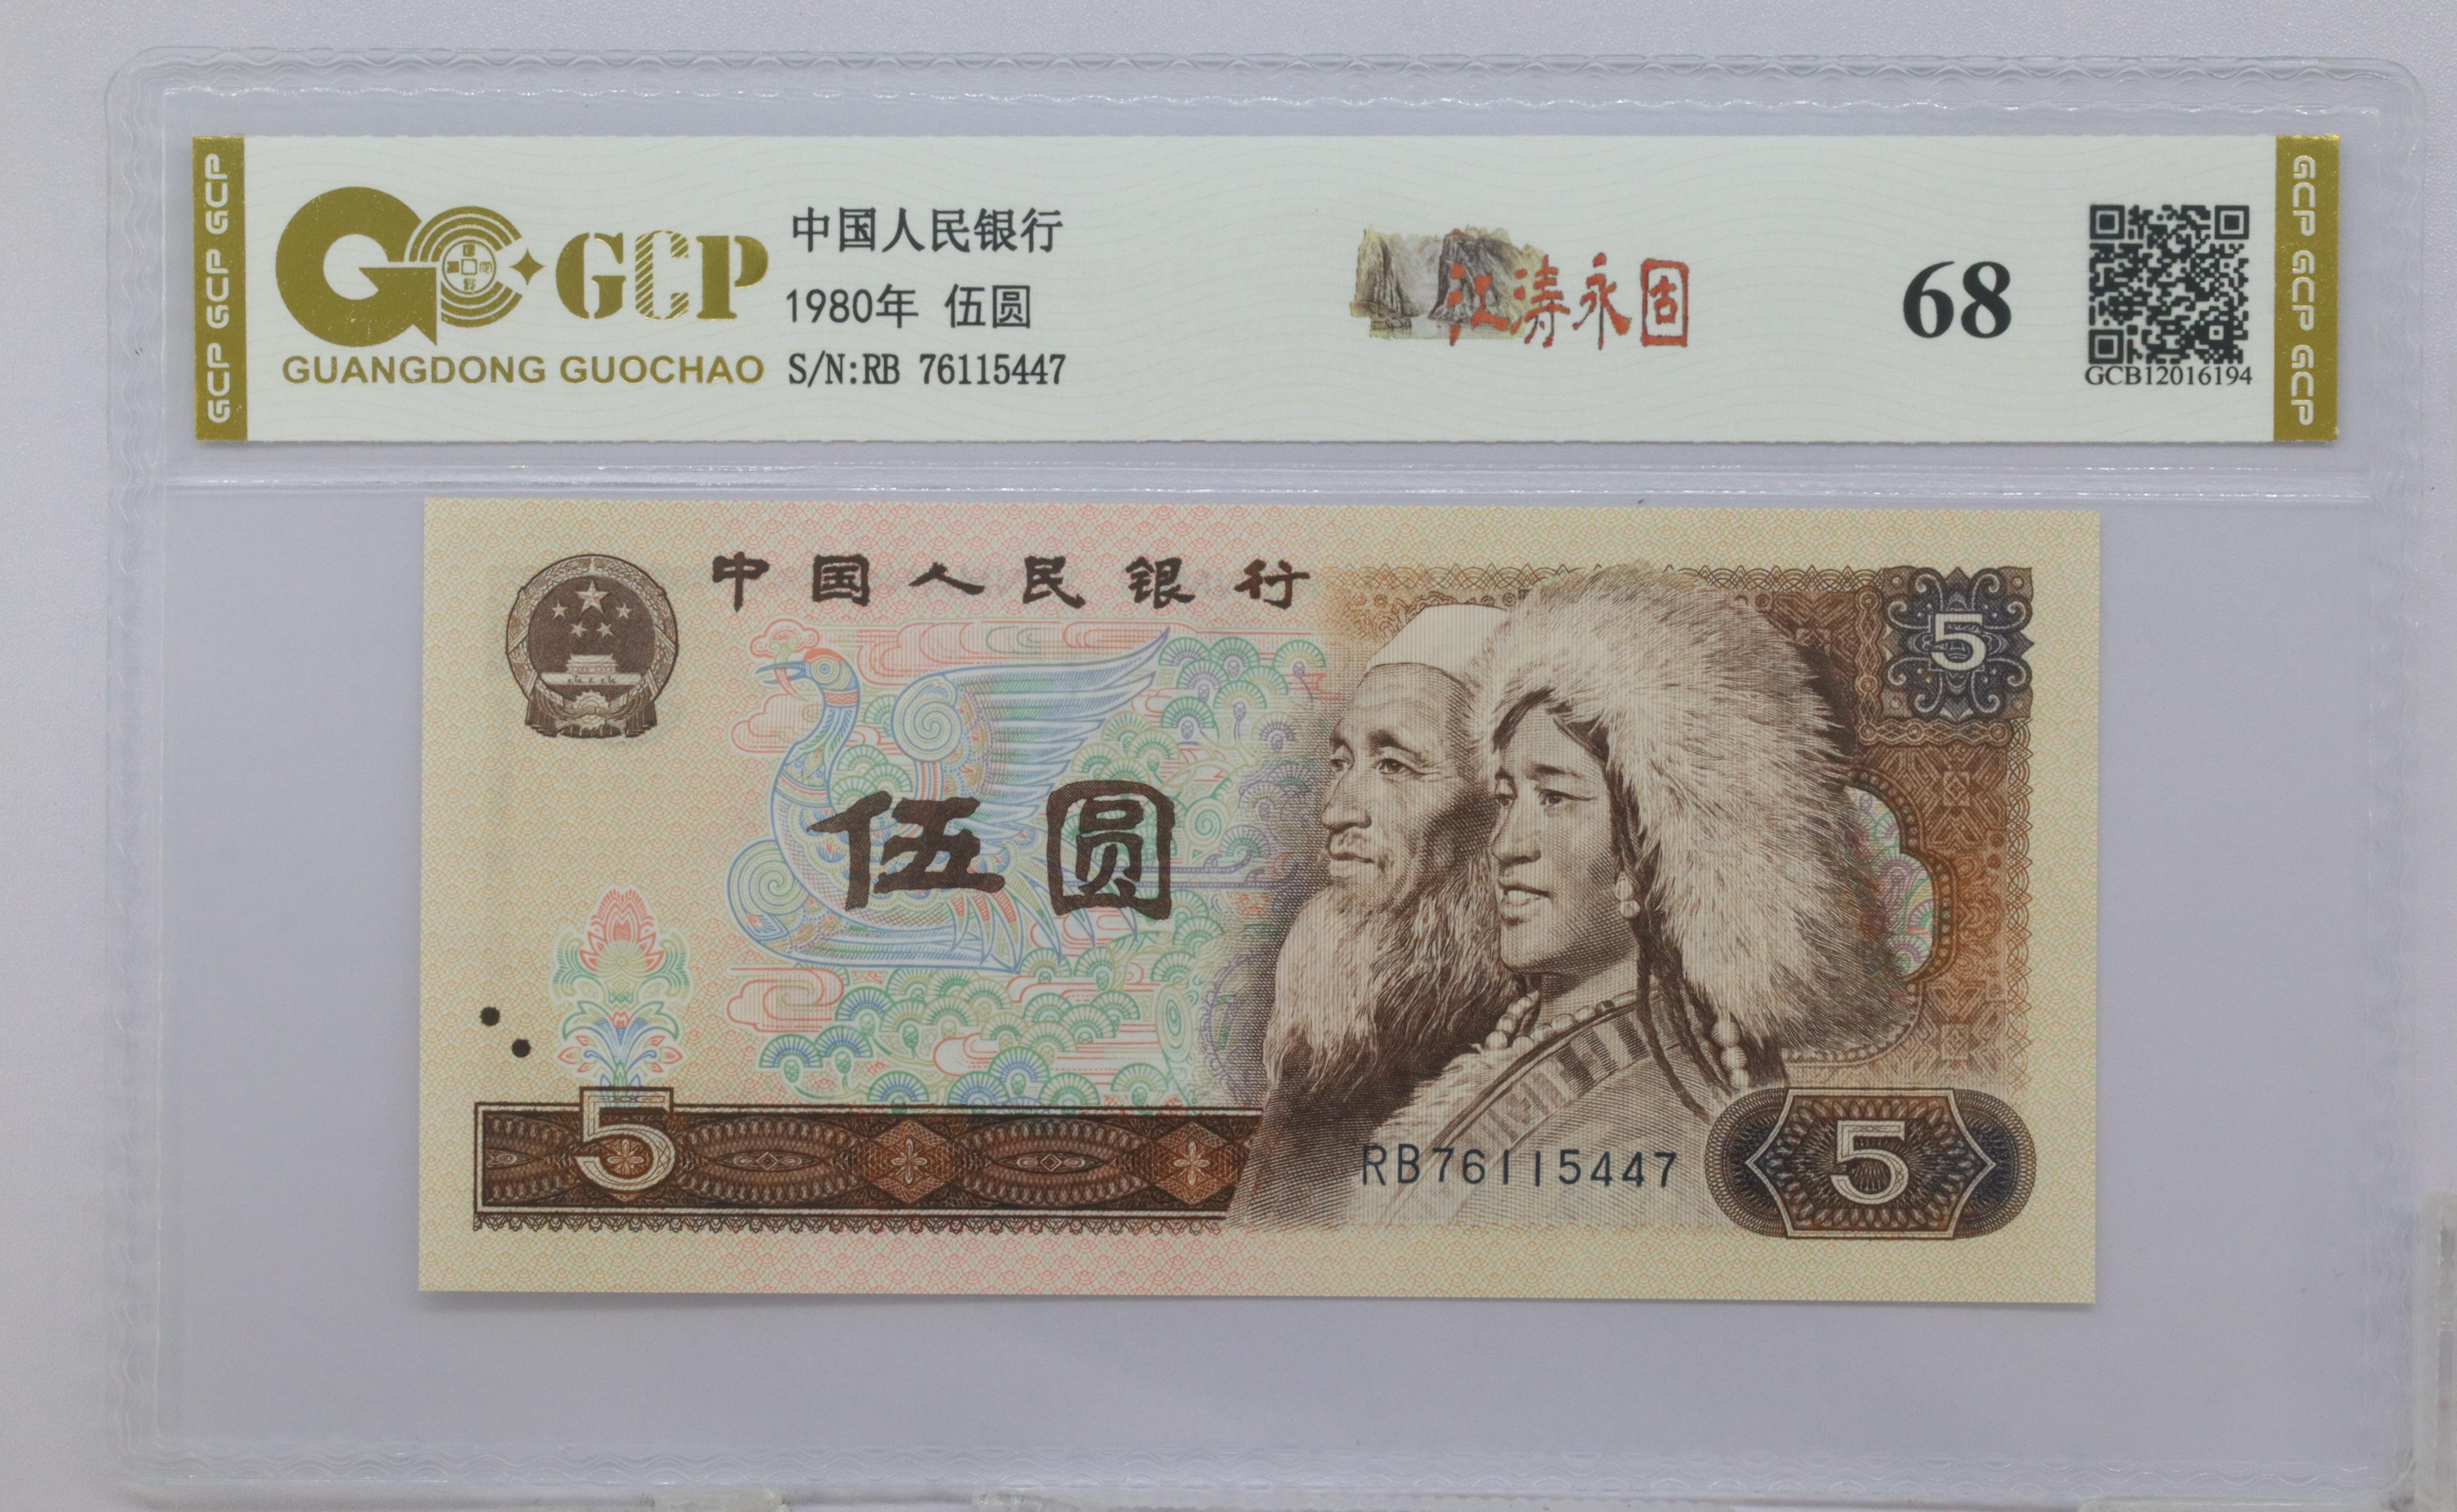 GCP GCP GCP
GCP
GUANGDONG GUOCHAO
中国人民银行
1980年 伍圆
S/N:RB 76115447
江涛永固
68
GCB12016194
GCP GCP GCP
中国人民银行
5
伍圆
5
RB76115447
5